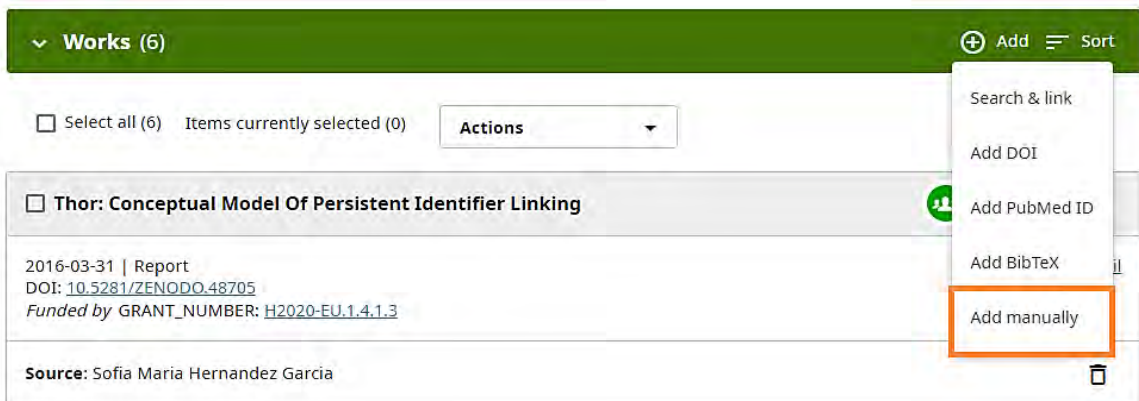 Works (6)
Add
Sort
Search & link
Select all (6)
Items currently selected (0)
Actions
Add DOI
Thor: Conceptual Model Of Persistent Identifier Linking
Add PubMed ID
2016-03-31 | Report
Add BibTeX
DOI: 10.5281/ZENODO.48705
Funded by GRANT_NUMBER: H2020-EU.1.4.1.3
Add manually
Source: Sofia Maria Hernandez Garcia